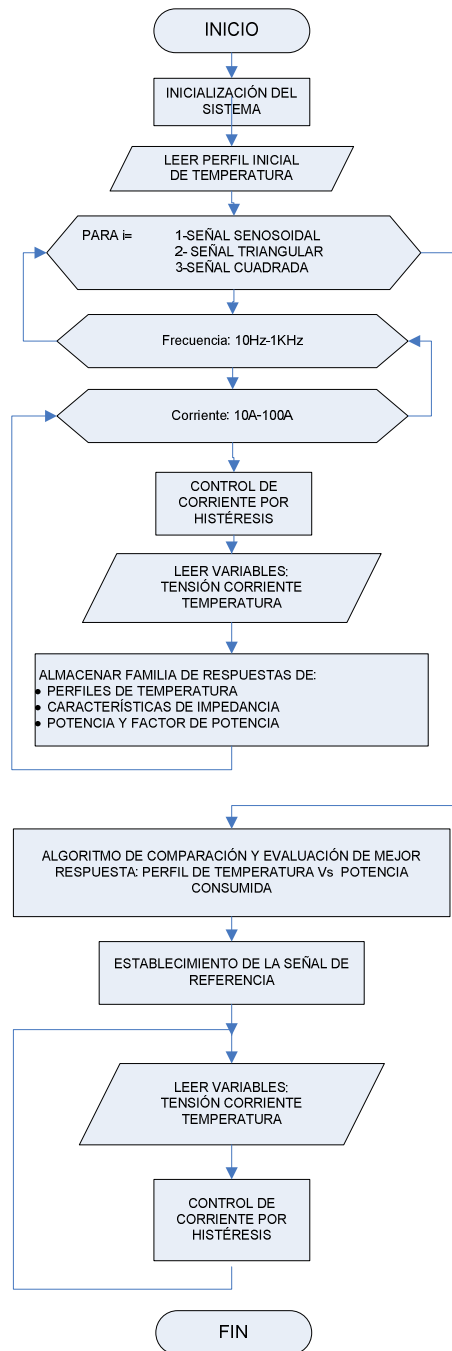 INICIO
INICIALIZACIÓN DEL
SISTEMA
LEER PERFIL INICIAL
DE TEMPERATURA
PARA i= 1-SEÑAL SENOSOIDAL
2- SEÑAL TRIANGULAR
3-SEÑAL CUADRADA
Frecuencia: 10Hz-1KHz
Corriente: 10A-100A
CONTROL DE
CORRIENTE POR
HISTÉRESIS
LEER VARIABLES:
TENSIÓN CORRIENTE
TEMPERATURA
ALMACENAR FAMILIA DE RESPUESTAS DE:
• PERFILES DE TEMPERATURA
• CARACTERÍSTICAS DE IMPEDANCIA
• POTENCIA Y FACTOR DE POTENCIA
ALGORITMO DE COMPARACIÓN Y EVALUACIÓN DE MEJOR
RESPUESTA: PERFIL DE TEMPERATURA Vs POTENCIA
CONSUMIDA
ESTABLECIMIENTO DE LA SEÑAL DE
REFERENCIA
LEER VARIABLES:
TENSIÓN CORRIENTE
TEMPERATURA
CONTROL DE
CORRIENTE POR
HISTÉRESIS
FIN